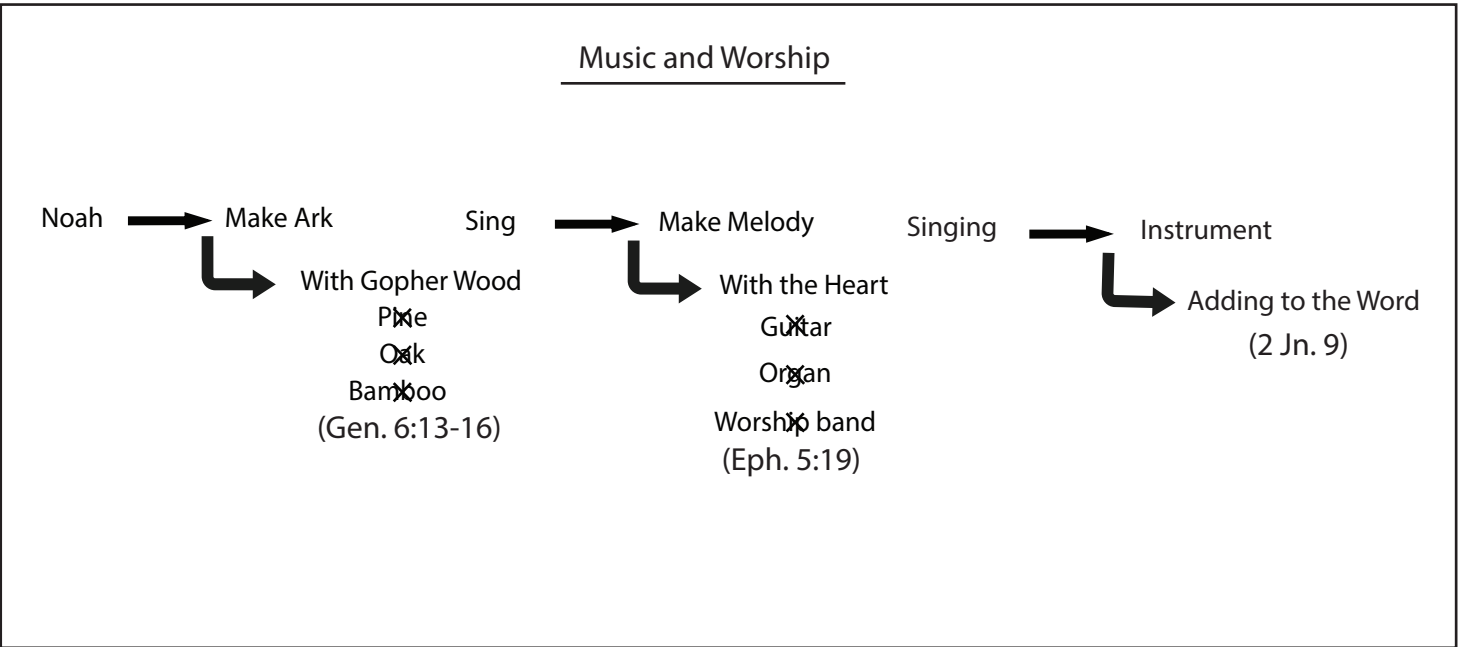 Music and Worship
Noah
Make Ark
With Gopher Wood
Pine
Oak
Bamboo
(Gen. 6:13-16)
Sing
Make Melody
With the Heart
Guitar
Organ
Worship band
(Eph. 5:19)
Singing
Instrument
Adding to the Word
(2 Jn. 9)